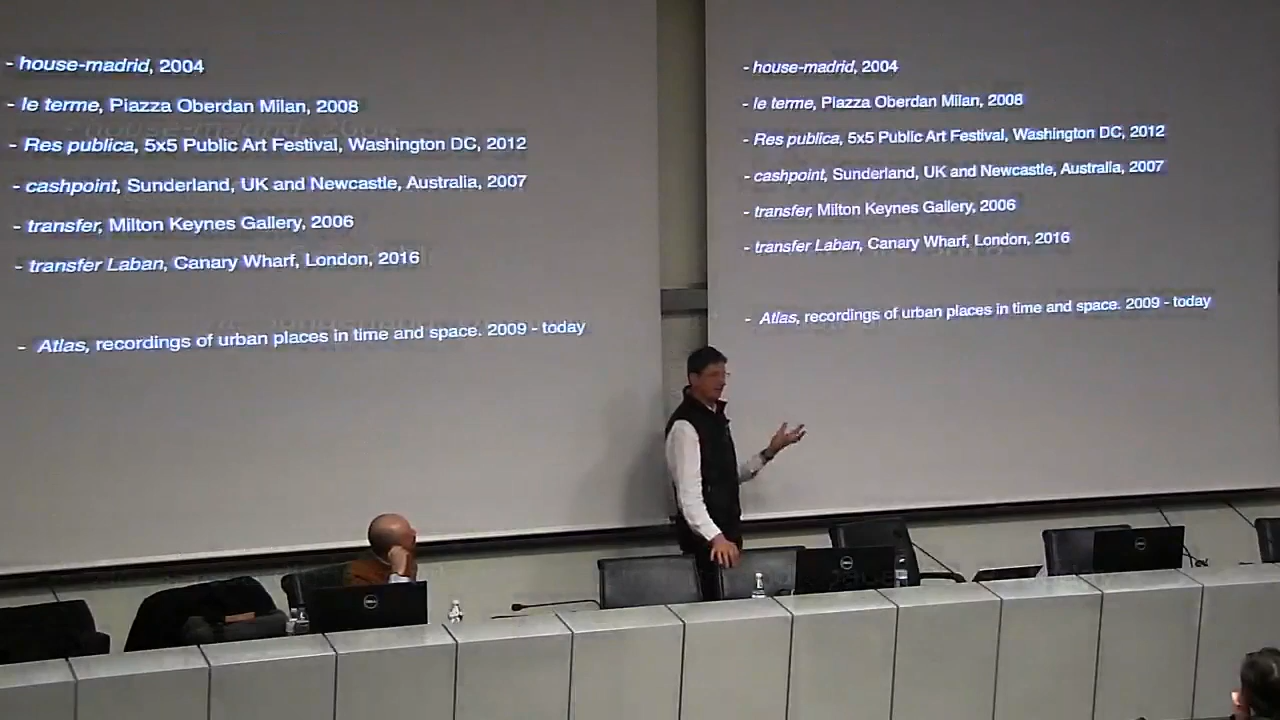 - house-madrid, 2004
- le terme, Piazza Oberdan Milan, 2008
- Res publica, 5x5 Public Art Festival, Washington DC, 2012
- cashpoint, Sunderland, UK and Newcastle, Australia, 2007
- transfer, Milton Keynes Gallery, 2006
- transfer Laban, Canary Wharf, London, 2016
- Atlas, recordings of urban places in time and space. 2009 - today
- house-madrid, 2004
- le terme, Piazza Oberdan Milan, 2008
- Res publica, 5x5 Public Art Festival, Washington DC, 2012
- cashpoint, Sunderland, UK and Newcastle, Australia, 2007
- transfer, Milton Keynes Gallery, 2006
- transfer Laban, Canary Wharf, London, 2016
- Atlas, recordings of urban places in time and space. 2009 - today
DELL
DELL
DELL